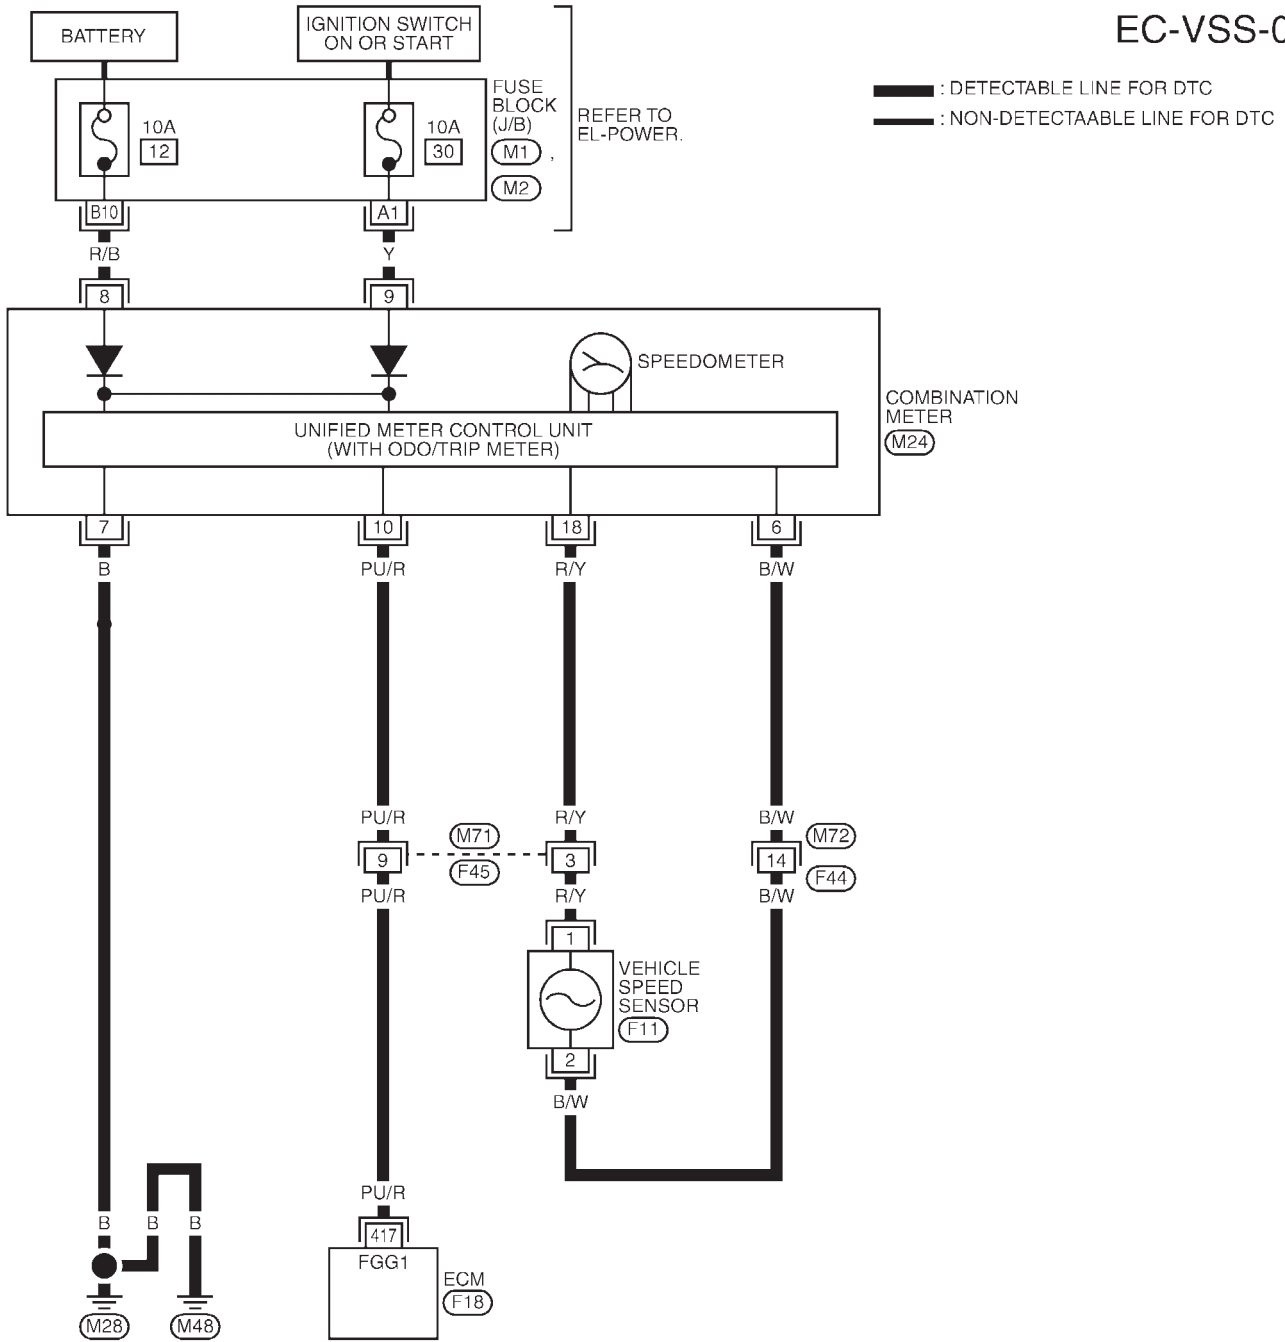 EC-VSS-0
BATTERY
IGNITION SWITCH
ON OR START
: DETECTABLE LINE FOR DTC
: NON-DETECTAABLE LINE FOR DTC
10A
12
10A
30
FUSE
BLOCK
(J/B)
M1 ,
M2
REFER TO
EL-POWER.
B10
A1
R/B
Y
8
9
SPEEDOMETER
COMBINATION
METER
M24
UNIFIED METER CONTROL UNIT
(WITH ODO/TRIP METER)
7
10
18
6
B
PU/R
R/Y
B/W
PU/R
R/Y
B/W
M71
M72
9
3
14
F45
F44
PU/R
R/Y
B/W
1
VEHICLE
SPEED
SENSOR
F11
2
B/W
PU/R
B
B
B
417
FGG1
ECM
F18
M28
M48